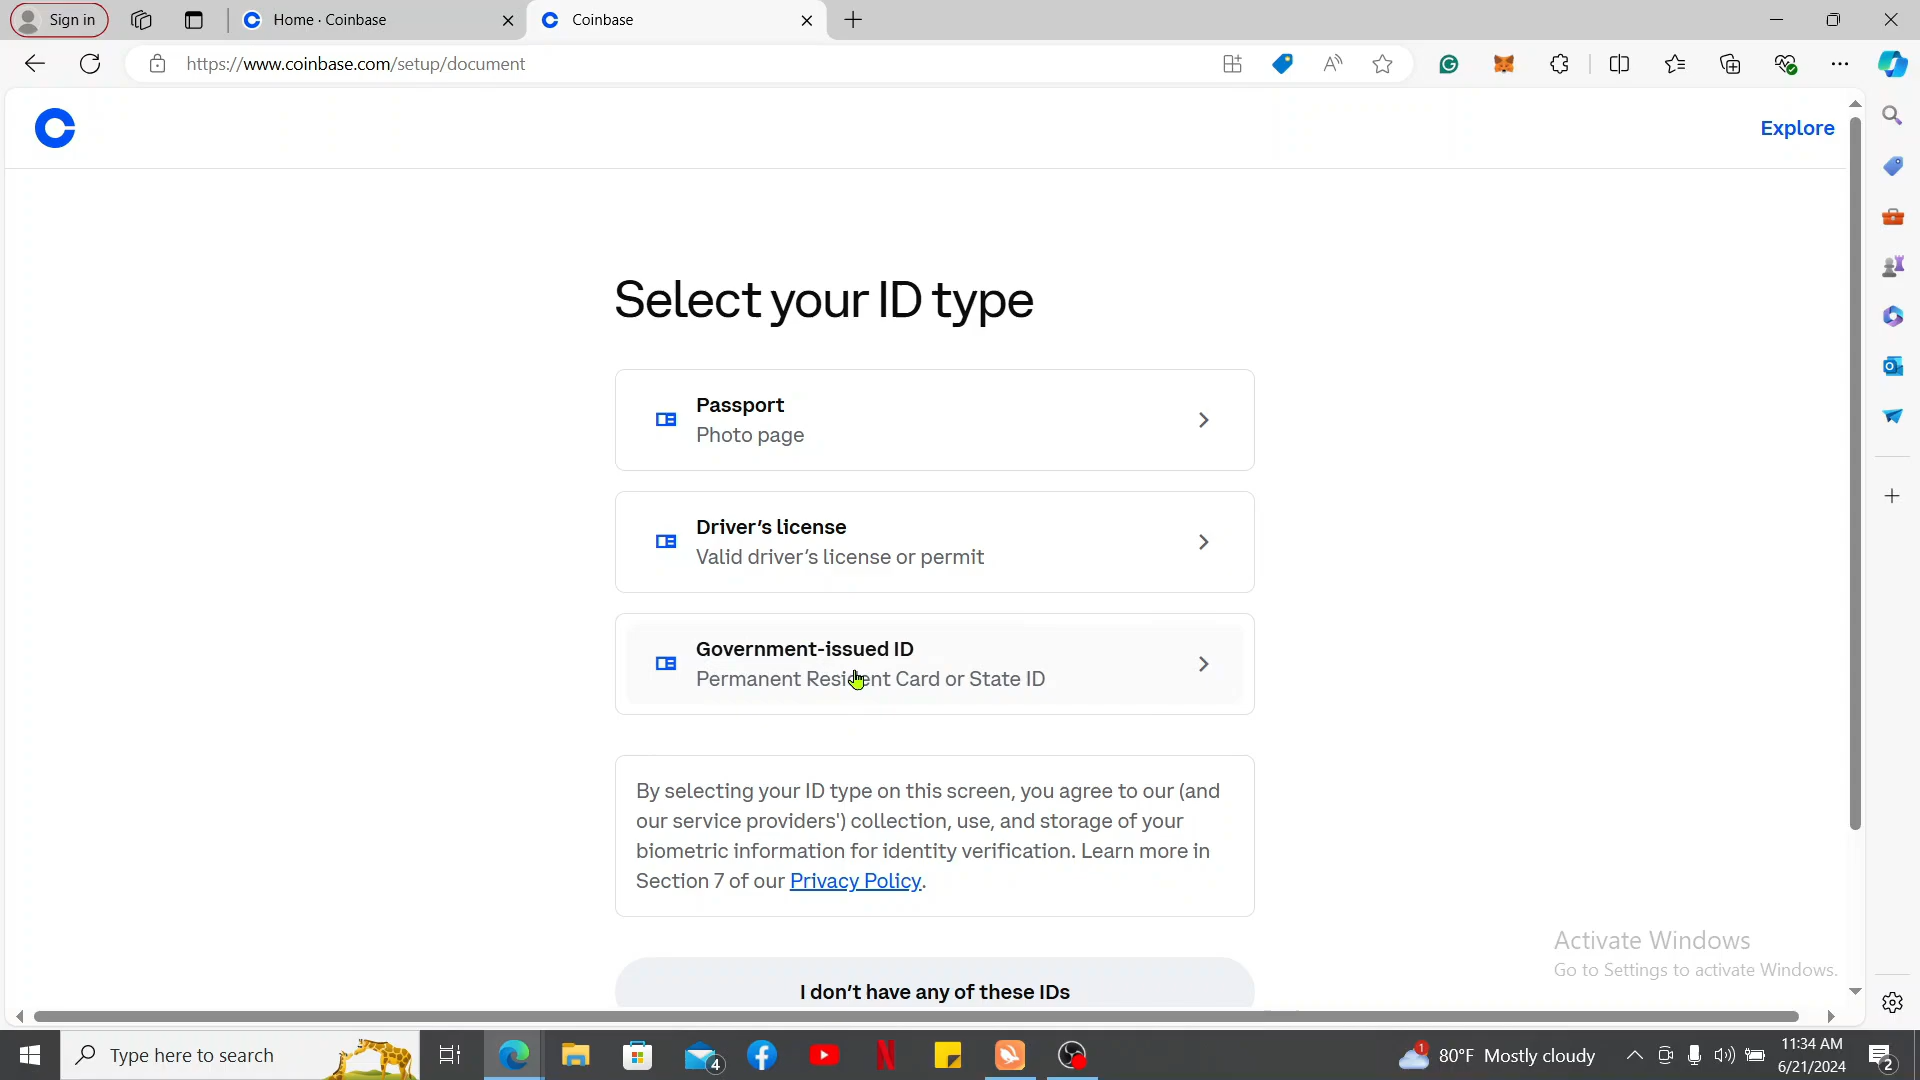 Sign in
Home · Coinbase
Coinbase
https://www.coinbase.com/setup/document
Explore
Select your ID type
Passport
Photo page
Driver's license
Valid driver's license or permit
Government-issued ID
Permanent Resident Card or State ID
By selecting your ID type on this screen, you agree to our (and
our service providers') collection, use, and storage of your
biometric information for identity verification. Learn more in
Section 7 of our Privacy Policy.
I don't have any of these IDs
Activate Windows
Go to Settings to activate Windows.
Type here to search
4
1
80°F Mostly cloudy
11:34 AM
6/21/2024
2